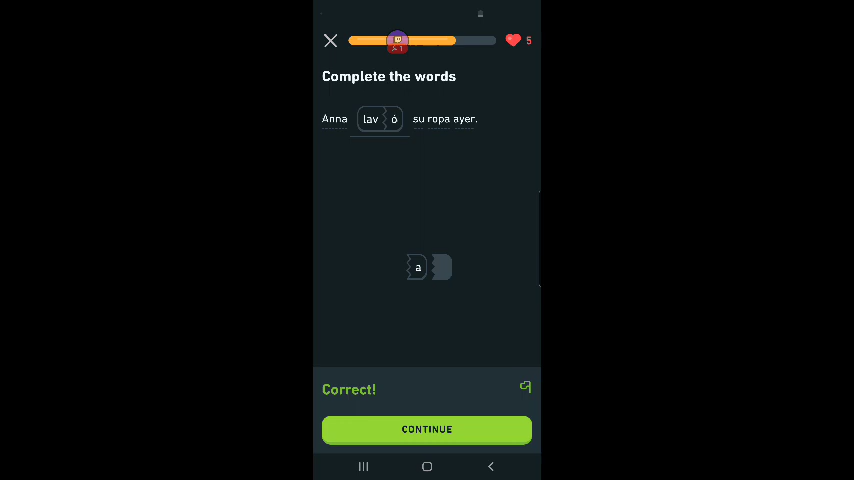 5
Complete the words
Anna lav ó su ropa ayer.
a
Correct!
CONTINUE